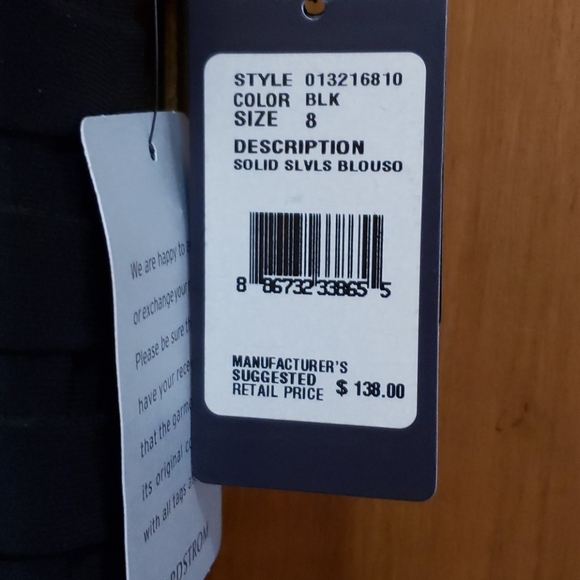 STYLE 013216810
COLOR BLK
SIZE 8
DESCRIPTION
SOLID SLVLS BLOUSO
8 86732 33865 5
MANUFACTURER'S
SUGGESTED
RETAIL PRICE $ 138.00
We are happy to
or exchange your
Please be sure
have your
that the
its original
with all tags